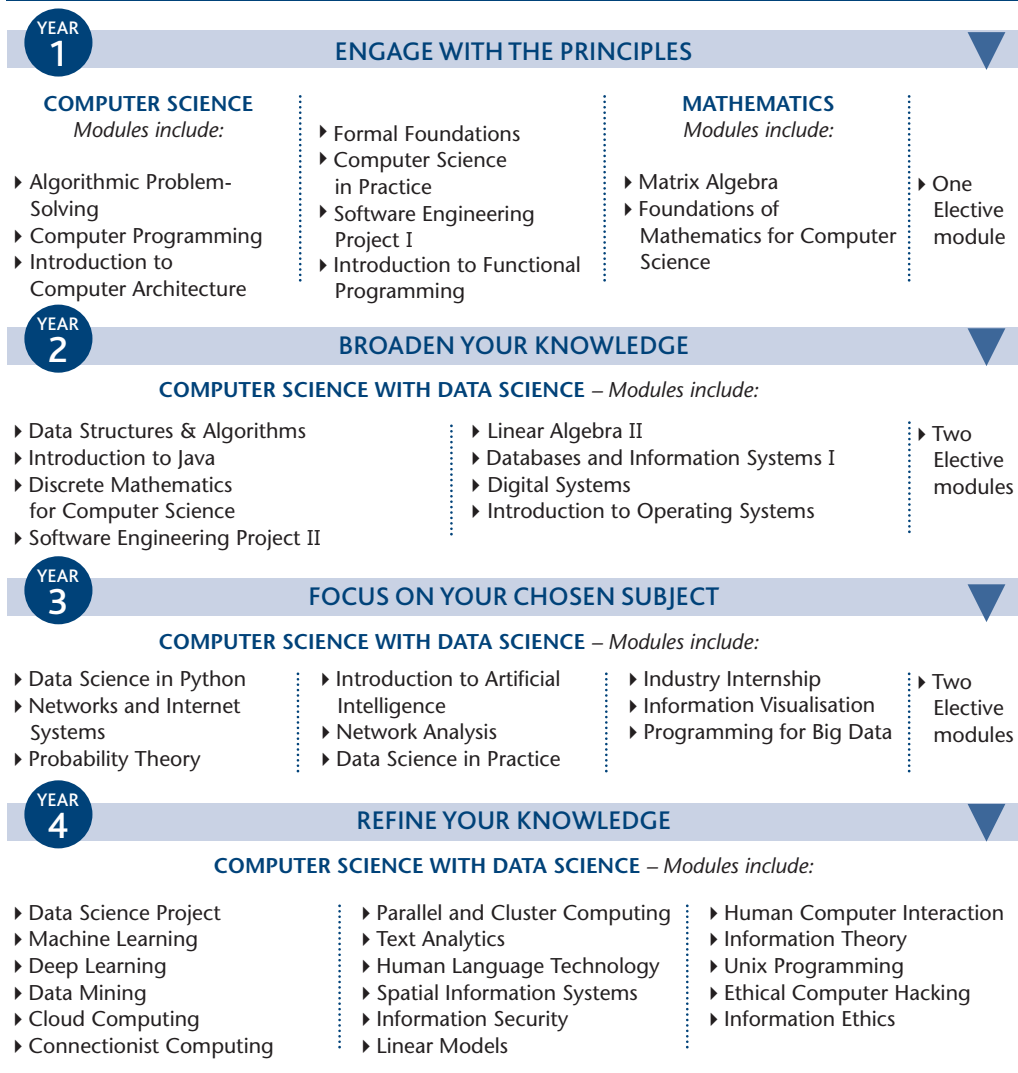 YEAR
1
ENGAGE WITH THE PRINCIPLES
COMPUTER SCIENCE
Modules include:
Algorithmic Problem-
Solving
Computer Programming
Introduction to
Computer Architecture
Formal Foundations
Computer Science
in Practice
Software Engineering
Project I
Introduction to Functional
Programming
MATHEMATICS
Modules include:
Matrix Algebra
Foundations of
Mathematics for Computer
Science
One
Elective
module
YEAR
2
BROADEN YOUR KNOWLEDGE
COMPUTER SCIENCE WITH DATA SCIENCE – Modules include:
Data Structures & Algorithms
Introduction to Java
Discrete Mathematics
for Computer Science
Software Engineering Project II
Linear Algebra II
Databases and Information Systems I
Digital Systems
Introduction to Operating Systems
Two
Elective
modules
YEAR
3
FOCUS ON YOUR CHOSEN SUBJECT
COMPUTER SCIENCE WITH DATA SCIENCE – Modules include:
Data Science in Python
Networks and Internet
Systems
Probability Theory
Introduction to Artificial
Intelligence
Network Analysis
Data Science in Practice
Industry Internship
Information Visualisation
Programming for Big Data
Two
Elective
modules
YEAR
4
REFINE YOUR KNOWLEDGE
COMPUTER SCIENCE WITH DATA SCIENCE – Modules include:
Data Science Project
Machine Learning
Deep Learning
Data Mining
Cloud Computing
Connectionist Computing
Parallel and Cluster Computing
Text Analytics
Human Language Technology
Spatial Information Systems
Information Security
Linear Models
Human Computer Interaction
Information Theory
Unix Programming
Ethical Computer Hacking
Information Ethics